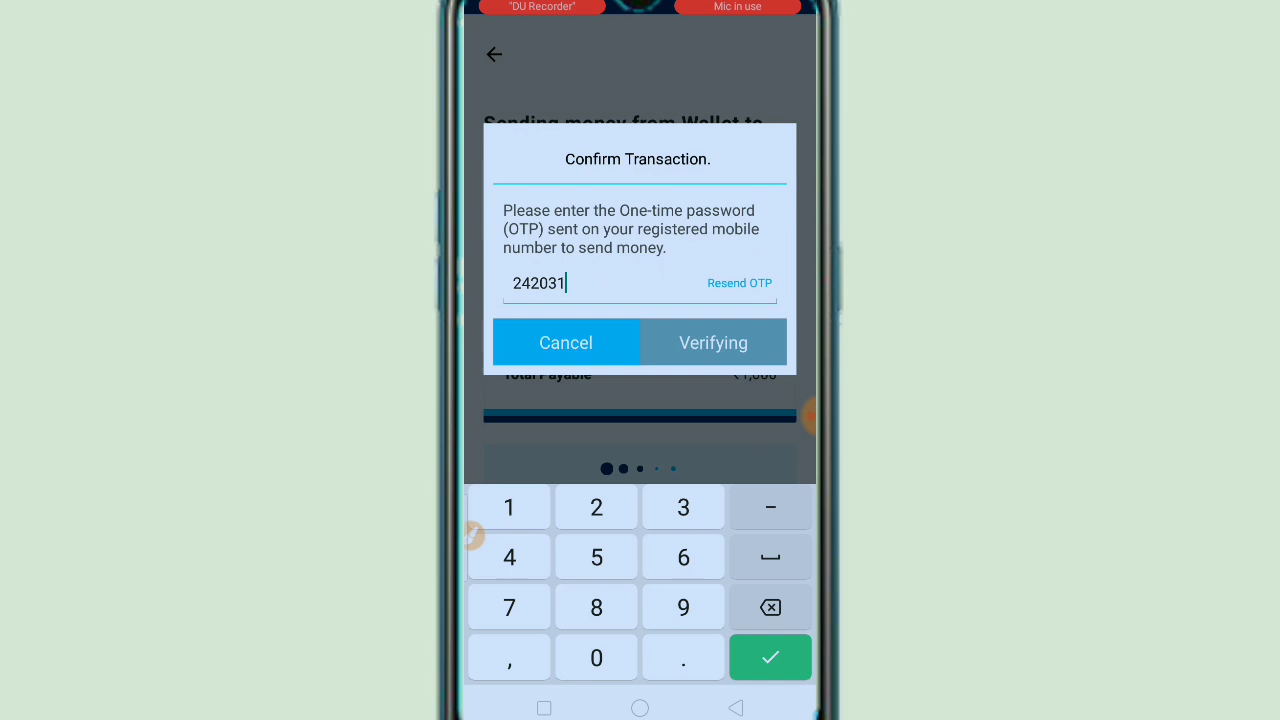 "DU Recorder"
Mic in use
Sending money from Wallet to
Confirm Transaction.
Please enter the One-time password
(OTP) sent on your registered mobile
number to send money.
242031
Resend OTP
Cancel
Verifying
Total Payable
₹1,000
1 2 3 -
4 5 6
7 8 9
, 0 .